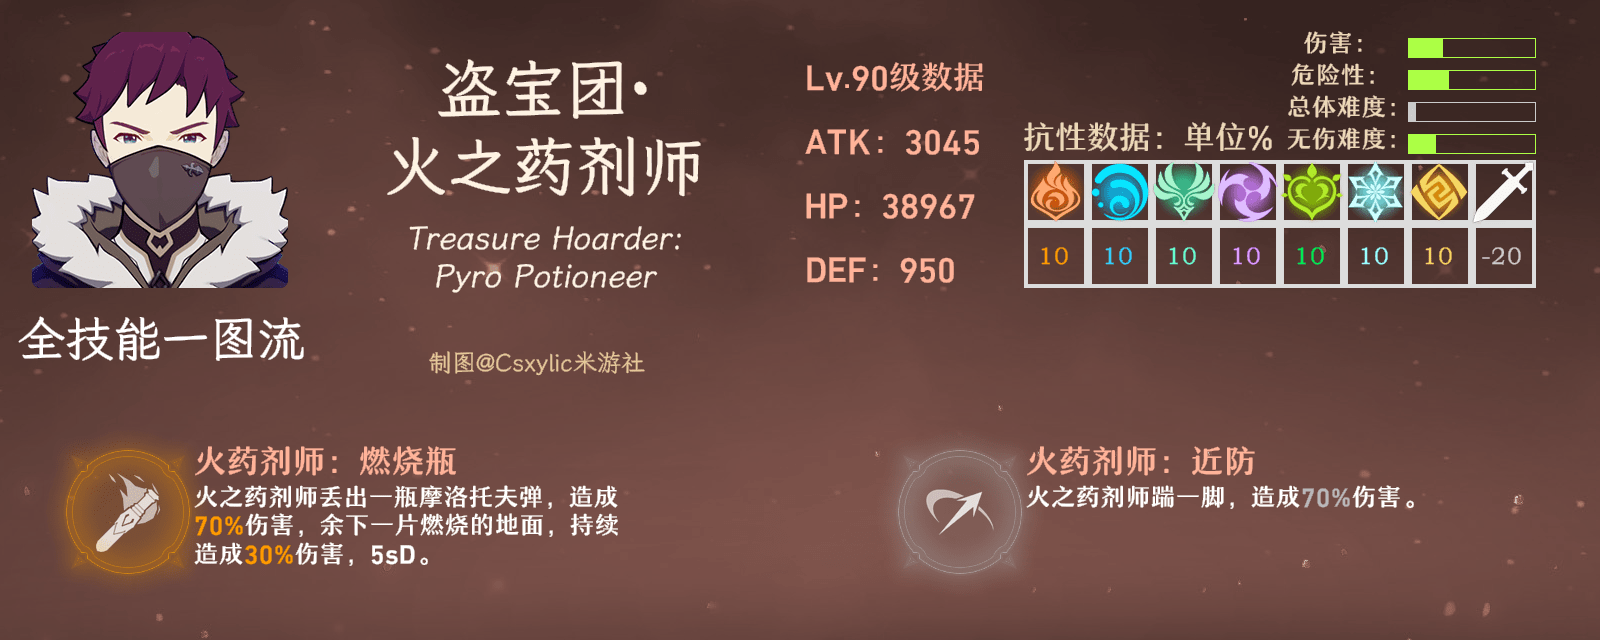 盗宝团·
火之药剂师
Treasure Hoarder:
Pyro Potioneer
全技能一图流
制图@Csxylic米游社
Lv.90级数据
ATK：3045
HP：38967
DEF：950
伤害：
危险性：
总体难度：
无伤难度：
抗性数据：单位%
10 10 10 10 10 10 10 -20
火药剂师：燃烧瓶
火之药剂师丢出一瓶摩洛托夫弹，造成
70%伤害，余下一片燃烧的地面，持续
造成30%伤害，5sD。
火药剂师：近防
火之药剂师踹一脚，造成70%伤害。